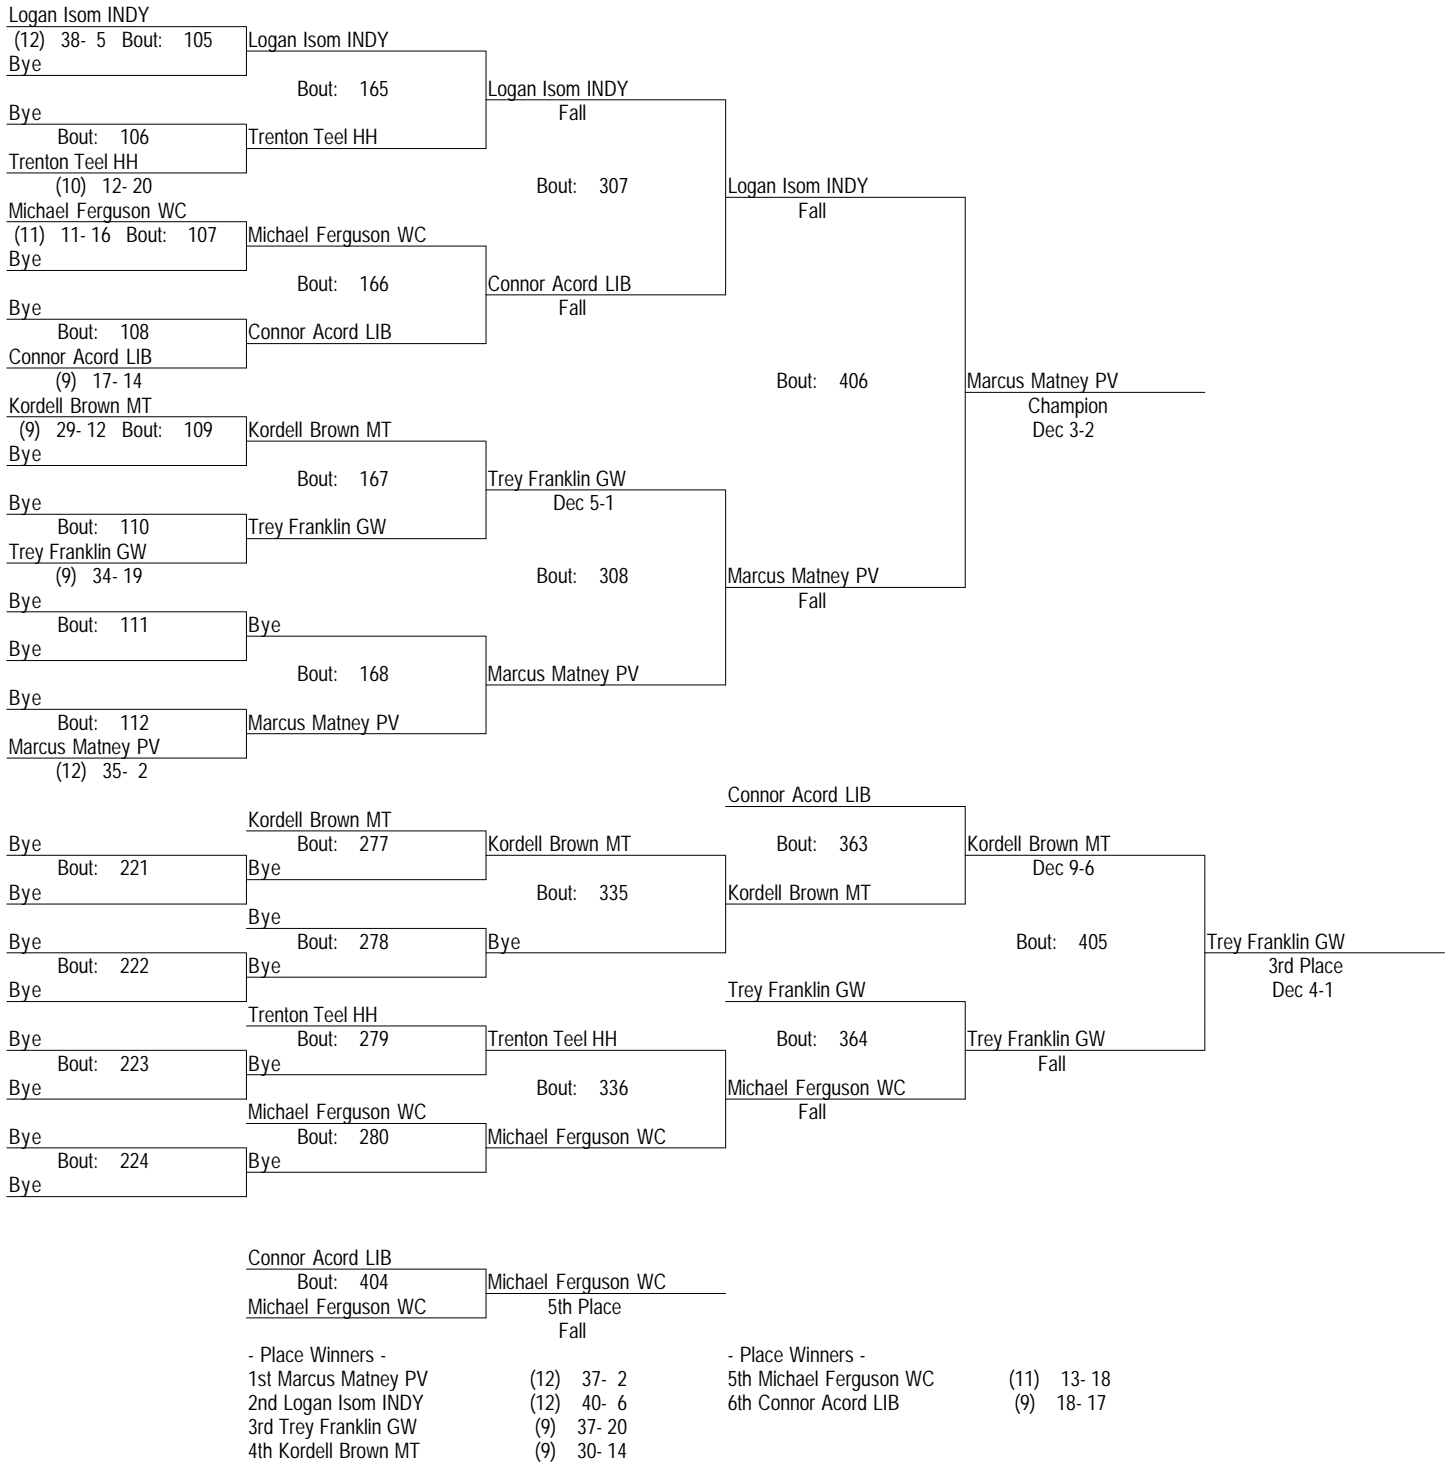 Logan Isom INDY
(12) 38- 5 Bout: 105 Logan Isom INDY
Bye
Bout: 165 Logan Isom INDY
Bye Fall
Bout: 106 Trenton Teel HH
Trenton Teel HH
(10) 12- 20 Bout: 307 Logan Isom INDY
Michael Ferguson WC Fall
(11) 11- 16 Bout: 107 Michael Ferguson WC
Bye
Bout: 166 Connor Acord LIB
Bye Fall
Bout: 108 Connor Acord LIB
Connor Acord LIB
(9) 17- 14 Bout: 406 Marcus Matney PV
Kordell Brown MT Champion
(9) 29- 12 Bout: 109 Kordell Brown MT Dec 3-2
Bye
Bout: 167 Trey Franklin GW
Bye Dec 5-1
Bout: 110 Trey Franklin GW
Trey Franklin GW
(9) 34- 19 Bout: 308 Marcus Matney PV
Bye Fall
Bout: 111 Bye
Bye
Bout: 168 Marcus Matney PV
Bye
Bout: 112 Marcus Matney PV
Marcus Matney PV
(12) 35- 2
Connor Acord LIB
Kordell Brown MT
Bye Bout: 277 Kordell Brown MT Bout: 363 Kordell Brown MT
Bout: 221 Bye Dec 9-6
Bye Bout: 335 Kordell Brown MT
Bye
Bye Bout: 278 Bye Bout: 405 Trey Franklin GW
Bout: 222 Bye 3rd Place
Bye Trey Franklin GW Dec 4-1
Trenton Teel HH
Bye Bout: 279 Trenton Teel HH Bout: 364 Trey Franklin GW
Bout: 223 Bye Fall
Bye Bout: 336 Michael Ferguson WC
Michael Ferguson WC Fall
Bye Bout: 280 Michael Ferguson WC
Bout: 224 Bye
Bye
Connor Acord LIB
Bout: 404 Michael Ferguson WC
Michael Ferguson WC 5th Place
Fall
- Place Winners - - Place Winners -
1st Marcus Matney PV (12) 37- 2 5th Michael Ferguson WC (11) 13- 18
2nd Logan Isom INDY (12) 40- 6 6th Connor Acord LIB (9) 18- 17
3rd Trey Franklin GW (9) 37- 20
4th Kordell Brown MT (9) 30- 14